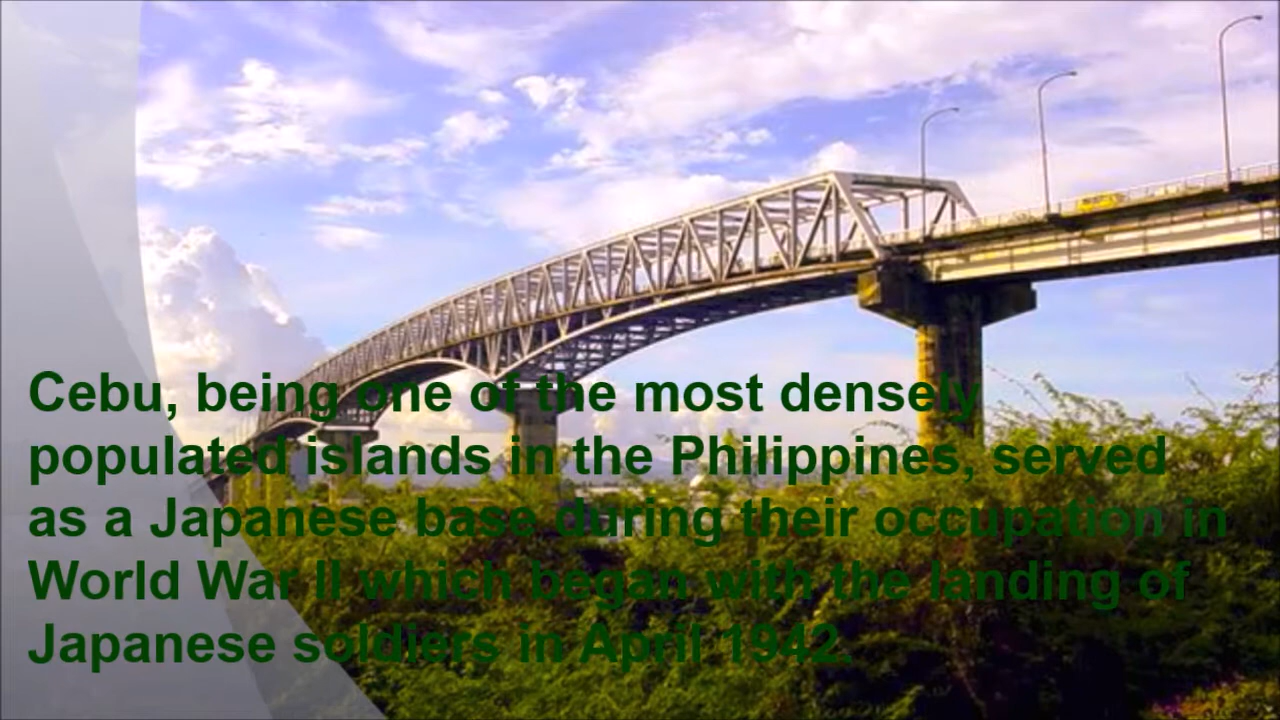 Cebu, being one of the most densely
populated islands in the Philippines, served
as a Japanese base during their occupation in
World War II which began with the landing of
Japanese soldiers in April 1942.